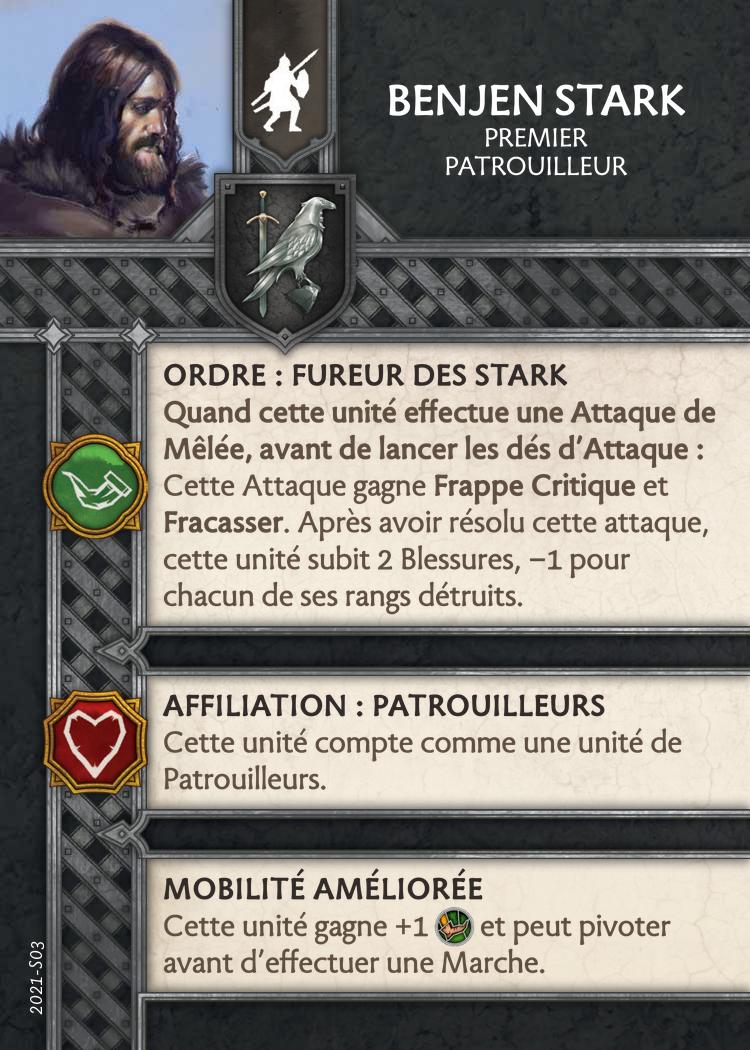 BENJEN STARK
PREMIER
PATROUILLEUR
ORDRE : FUREUR DES STARK
Quand cette unité effectue une Attaque de
Mêlée, avant de lancer les dés d’Attaque :
Cette Attaque gagne Frappe Critique et
Fracasser. Après avoir résolu cette attaque,
cette unité subit 2 Blessures, –1 pour
chacun de ses rangs détruits.
AFFILIATION : PATROUILLEURS
Cette unité compte comme une unité de
Patrouilleurs.
MOBILITÉ AMÉLIORÉE
Cette unité gagne +1 et peut pivoter
avant d’effectuer une Marche.
2021-S03